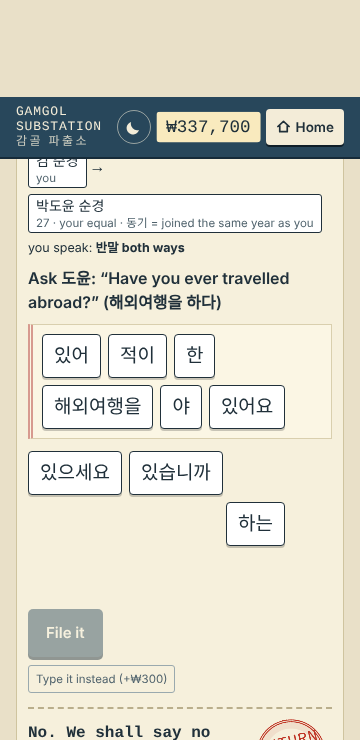 GAMGOL
SUBSTATION
감골 파출소
₩337,700
Home
김 순경
you
→
박도윤 순경
27 · your equal · 동기 = joined the same year as you
you speak: 반말 both ways
Ask 도윤: “Have you ever travelled
abroad?” (해외여행을 하다)
있어 적이 한
해외여행을 야 있어요
있으세요 있습니까
하는
File it
Type it instead (+₩300)
No. We shall say no